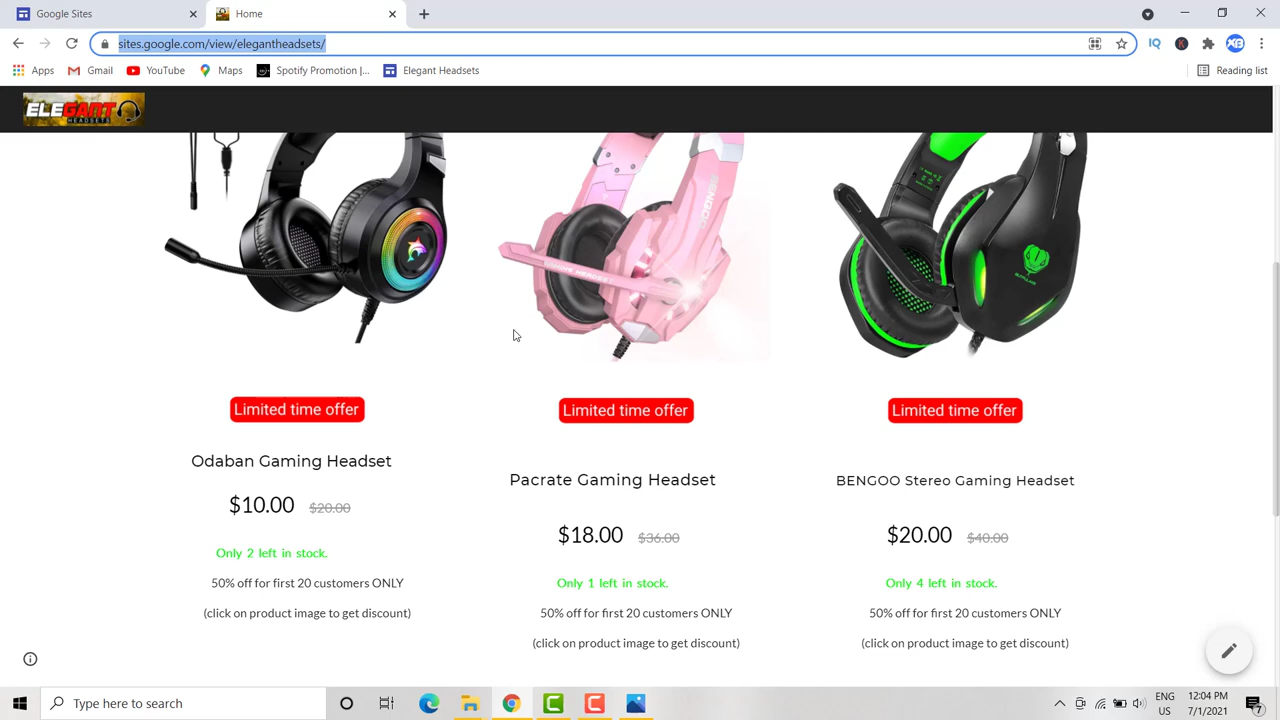 Google Sites
Home
sites.google.com/view/elegantheadsets/
Apps
Gmail
YouTube
Maps
Spotify Promotion |...
Elegant Headsets
Reading list
ELEGANT
HEADSETS
Limited time offer
Limited time offer
Limited time offer
Odaban Gaming Headset
$10.00 $20.00
Only 2 left in stock.
50% off for first 20 customers ONLY
(click on product image to get discount)
Pacrate Gaming Headset
$18.00 $36.00
Only 1 left in stock.
50% off for first 20 customers ONLY
(click on product image to get discount)
BENGOO Stereo Gaming Headset
$20.00 $40.00
Only 4 left in stock.
50% off for first 20 customers ONLY
(click on product image to get discount)
Type here to search
ENG
US
12:04 PM
7/1/2021
7